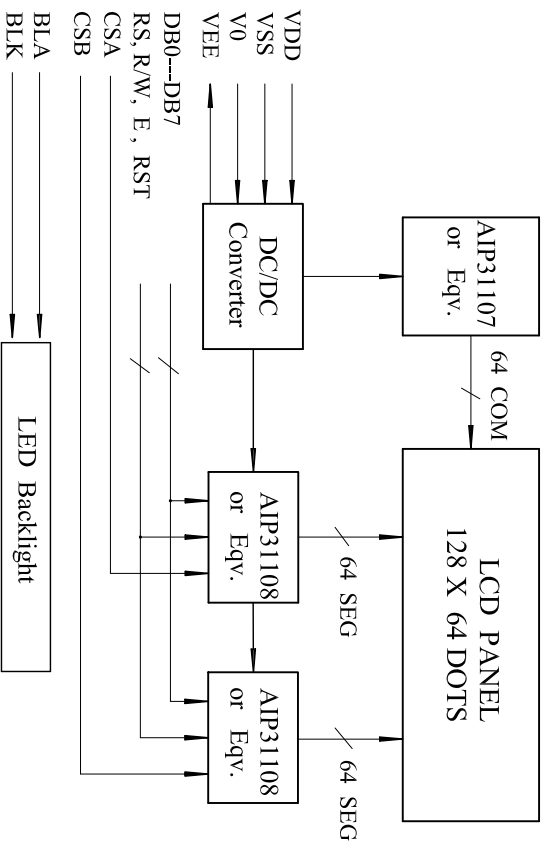 AIP31107
or Eqv.
64 COM
LCD PANEL
128 X 64 DOTS
VDD
VSS
V0
VEE
DC/DC
Converter
64 SEG
64 SEG
AIP31108
or Eqv.
AIP31108
or Eqv.
DB0---DB7
RS, R/W, E, RST
CSA
CSB
BLA
BLK
LED Backlight